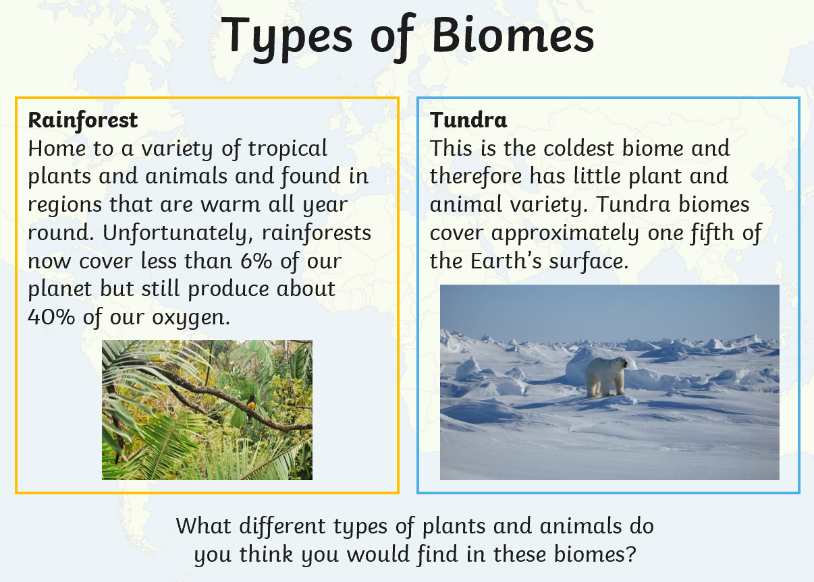 Types of Biomes
Rainforest
Home to a variety of tropical
plants and animals and found in
regions that are warm all year
round. Unfortunately, rainforests
now cover less than 6% of our
planet but still produce about
40% of our oxygen.
Tundra
This is the coldest biome and
therefore has little plant and
animal variety. Tundra biomes
cover approximately one fifth of
the Earth's surface.
What different types of plants and animals do
you think you would find in these biomes?